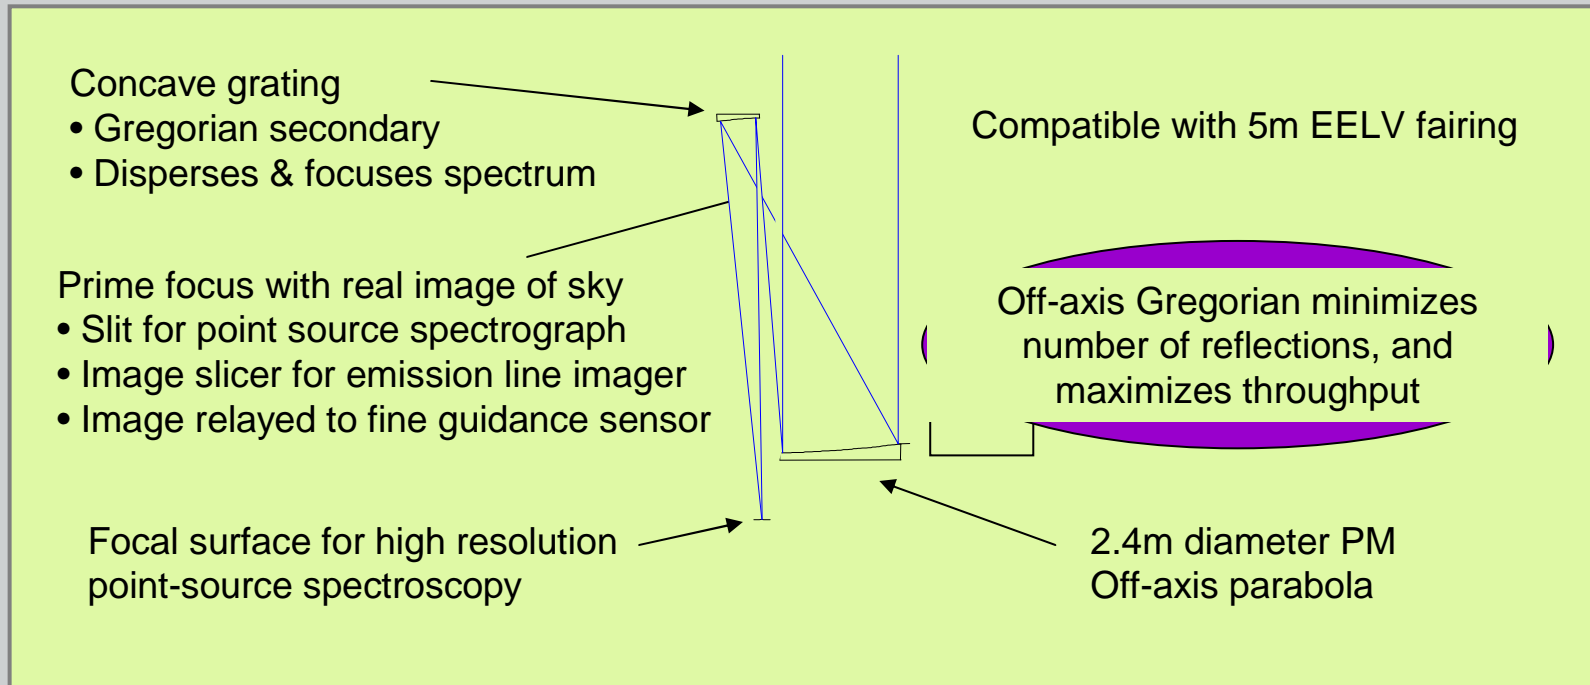 Concave grating
• Gregorian secondary
• Disperses & focuses spectrum
Compatible with 5m EELV fairing
Prime focus with real image of sky
• Slit for point source spectrograph
• Image slicer for emission line imager
• Image relayed to fine guidance sensor
Off-axis Gregorian minimizes
number of reflections, and
maximizes throughput
Focal surface for high resolution
point-source spectroscopy
2.4m diameter PM
Off-axis parabola